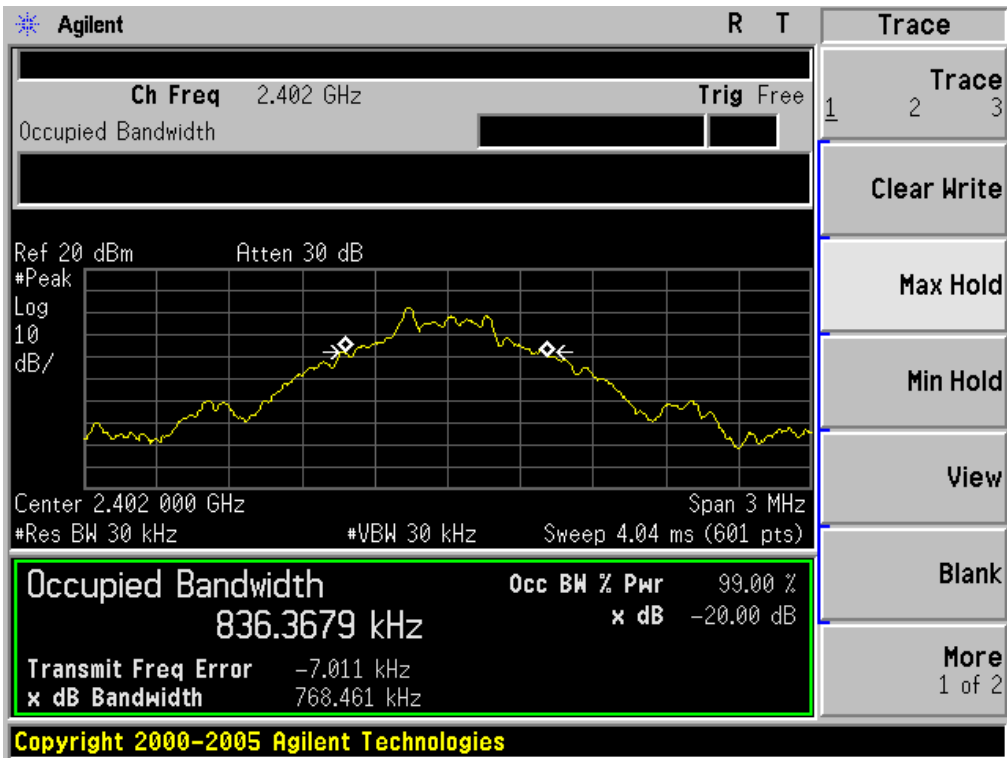 Agilent R T Trace
Ch Freq 2.402 GHz Trig Free
Occupied Bandwidth
Trace
1 2 3
Clear Write
Ref 20 dBm Atten 30 dB
#Peak
Log
10
dB/
Max Hold
Min Hold
Center 2.402 000 GHz Span 3 MHz
#Res BW 30 kHz #VBW 30 kHz Sweep 4.04 ms (601 pts)
View
Occupied Bandwidth Occ BW % Pwr 99.00 %
836.3679 kHz x dB -20.00 dB
Blank
Transmit Freq Error -7.011 kHz
x dB Bandwidth 768.461 kHz
More
1 of 2
Copyright 2000-2005 Agilent Technologies